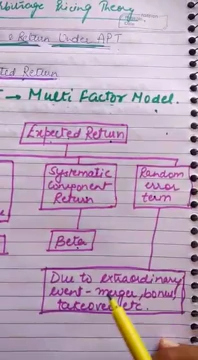 Arbitrage Pricing Theory
Return Under APT
Return
→ Multi Factor Model.
Expected Return
Systematic
Component
Return
Random
error
term
Beta
Due to extraordinary
event - merger, bonus,
takeover etc.